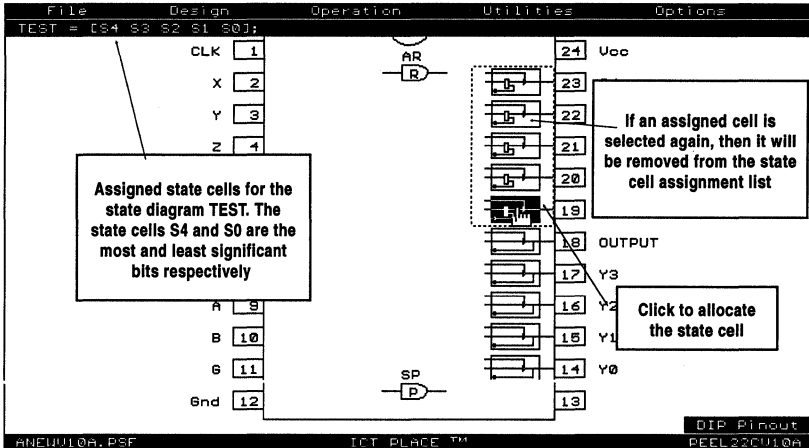 File Design Operation Utilities Options
TEST = [S4 S3 S2 S1 S0];
CLK 1
X 2
Y 3
Z 4
A 9
B 10
G 11
Gnd 12
AR
R
SP
P
24 Vcc
23
22
21
20
19
18 OUTPUT
17 Y3
16 Y2
15 Y1
14 Y0
13
Assigned state cells for the
state diagram TEST. The
state cells S4 and S0 are the
most and least significant
bits respectively
If an assigned cell is
selected again, then it will
be removed from the state
cell assignment list
Click to allocate
the state cell
DIP Pinout
ANEWV10A.PSF ICT PLACE TM PEEL22CV10A